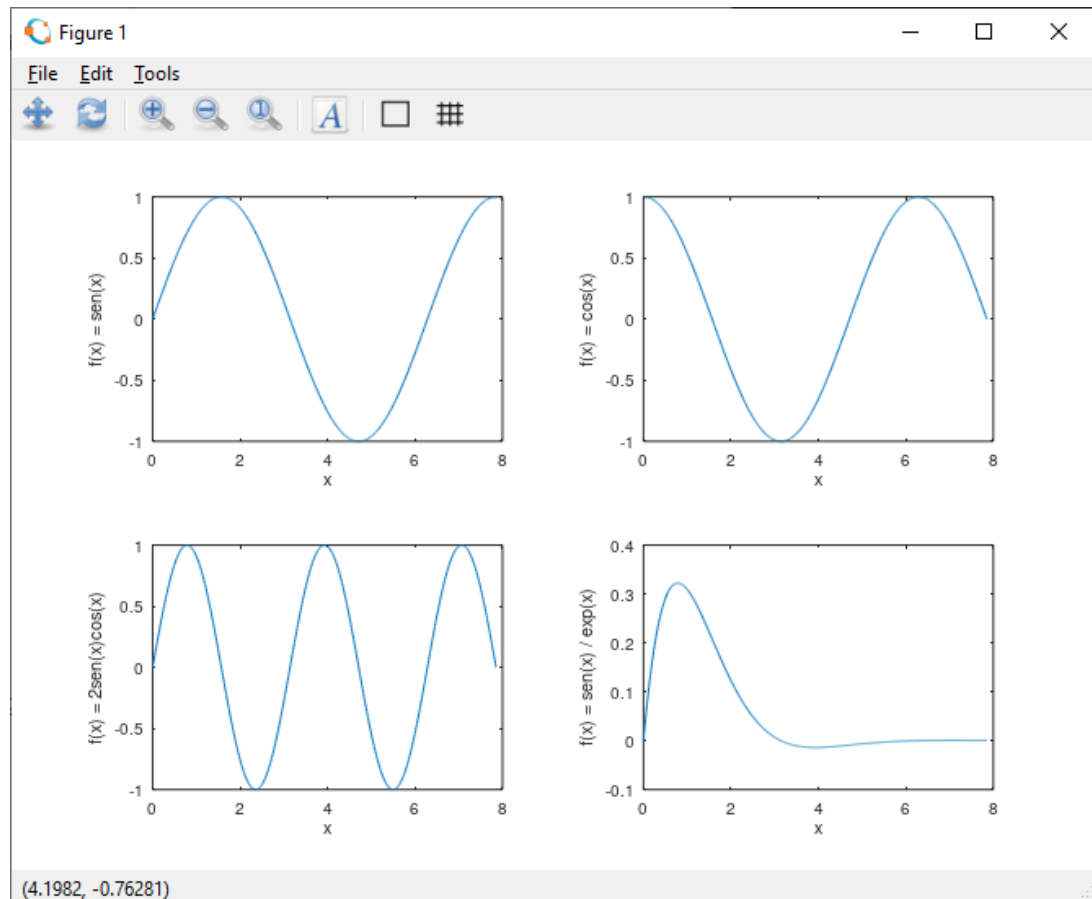 Figure 1
File Edit Tools
A
1
0.5
0
-0.5
-1
f(x) = sen(x)
0 2 4 6 8
x
1
0.5
0
-0.5
-1
f(x) = cos(x)
0 2 4 6 8
x
1
0.5
0
-0.5
-1
f(x) = 2sen(x)cos(x)
0 2 4 6 8
x
0.4
0.3
0.2
0.1
0
-0.1
f(x) = sen(x) / exp(x)
0 2 4 6 8
x
(4.1982, -0.76281)